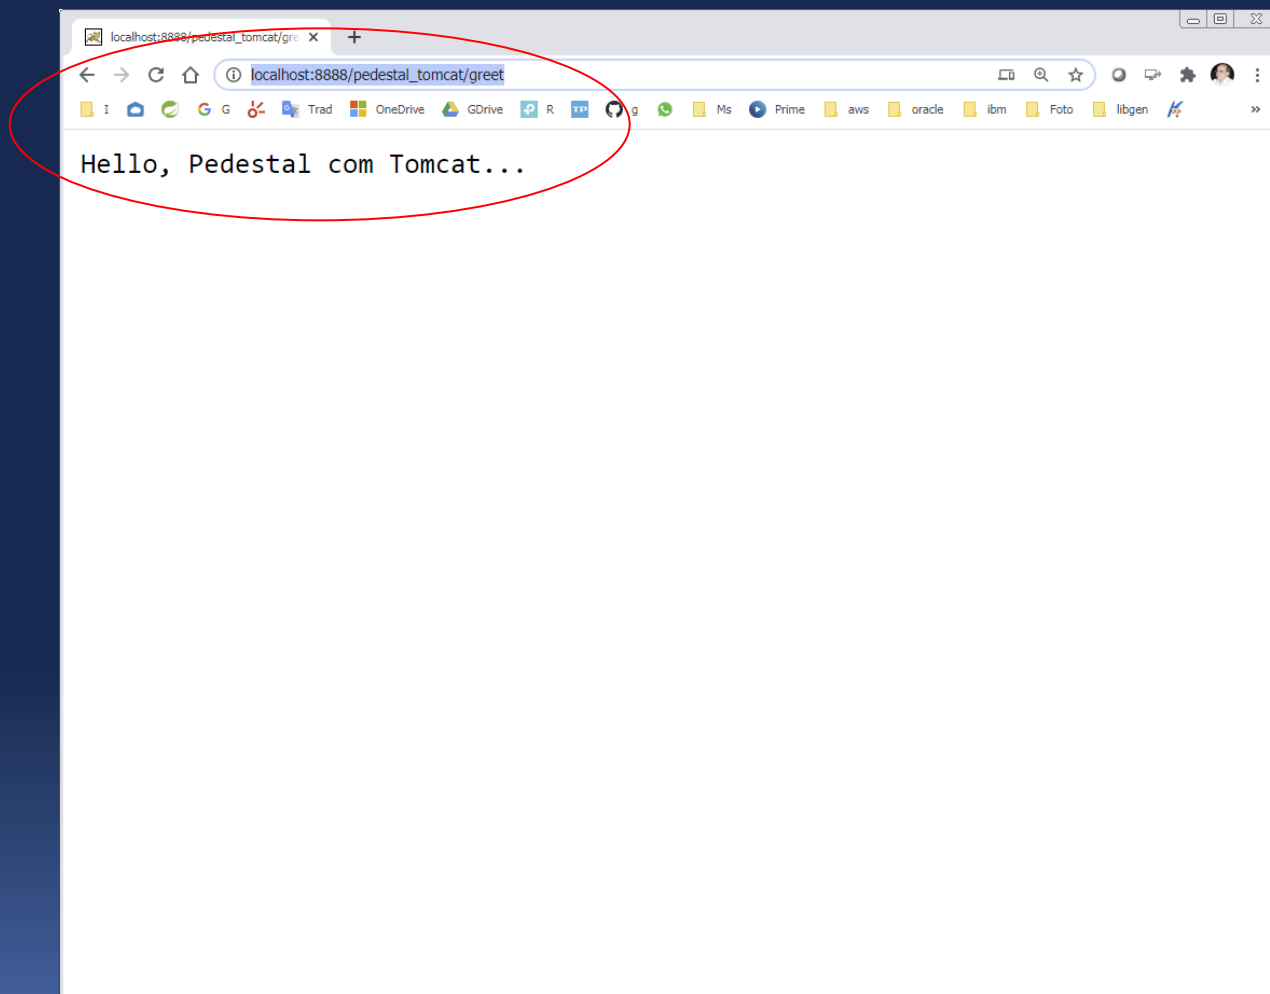 localhost:8888/pedestal_tomcat/gre
localhost:8888/pedestal_tomcat/greet
I G G Trad OneDrive GDrive R TP g Ms Prime aws oracle ibm Foto libgen »
Hello, Pedestal com Tomcat...